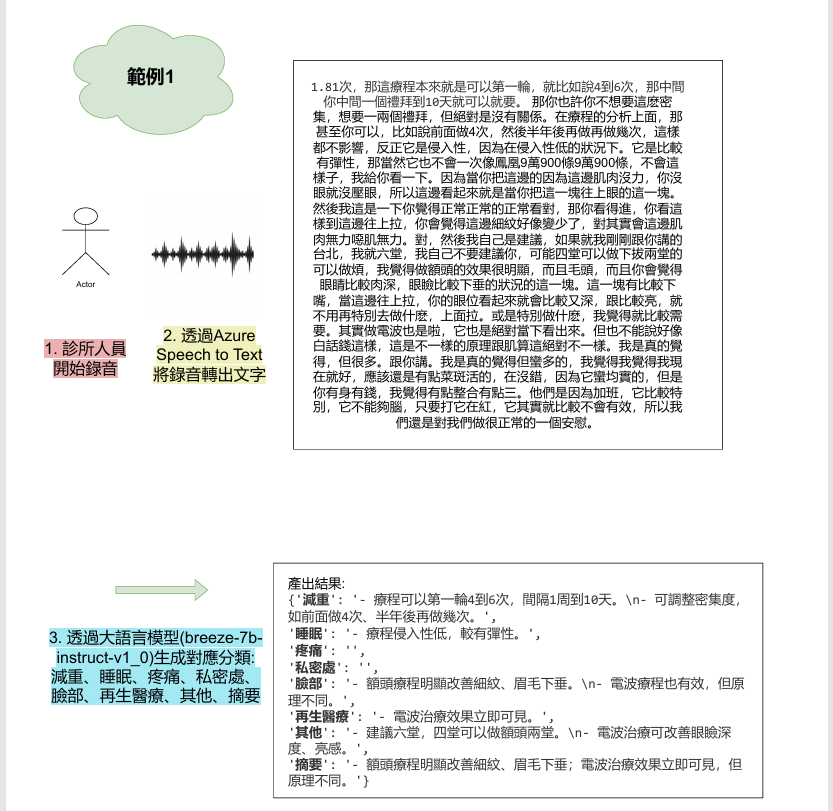 範例1
1.81次，那這療程本來就是可以第一輪，就比如說4到6次，那中間
你中間一個禮拜到10天就可以就要。 那你也許你不想要這麼密
集，想要一兩個禮拜，但絕對是沒有關係。在療程的分析上面，那
甚至你可以，比如說前面做4次，然後半年後再做再做幾次，這樣
都不影響，反正它是侵入性，因為在侵入性低的狀況下。它是比較
有彈性，那當然它也不會一次像鳳凰9萬900條9萬900條，不會這
樣子，我給你看一下。因為當你把這邊的因為這邊肌肉沒力，你沒
眼就沒壓眼，所以這邊看起來就是當你把這一塊往上眼的這一塊。
然後我這是一下你覺得正常正常的正常看對，那你看得進，你看這
樣到這邊往上拉，你會覺得這邊細紋好像變少了，對其實會這邊肌
肉無力噁肌無力。對，然後我自己是建議，如果就我剛剛跟你講的
台北，我就六堂，我自己不要建議你，可能四堂可以做下拔兩堂的
可以做煩，我覺得做額頭的效果很明顯，而且毛頭，而且你會覺得
眼睛比較肉深，眼瞼比較下垂的狀況的這一塊。這一塊有比較下
嘴，當這邊往上拉，你的眼位看起來就會比較又深，跟比較亮，就
不用再特別去做什麼，上面拉。或是特別做什麼，我覺得就比較需
要。其實做電波也是啦，它也是絕對當下看出來。但也不能說好像
白話錢這樣，這是不一樣的原理跟肌算這絕對不一樣。我是真的覺
得，但很多。跟你講。我是真的覺得但蠻多的，我覺得我覺得我現
在就好，應該還是有點菜斑活的，在沒錯，因為它蠻均實的，但是
你有身有錢，我覺得有點整合有點三。他們是因為加班，它比較特
別，它不能夠腦，只要打它在紅，它其實就比較不會有效，所以我
們還是對我們做很正常的一個安慰。
Actor
1. 診所人員
開始錄音
2. 透過Azure
Speech to Text
將錄音轉出文字
3. 透過大語言模型(breeze-7b-
instruct-v1_0)生成對應分類:
減重、睡眠、疼痛、私密處、
臉部、再生醫療、其他、摘要
產出結果:
{'減重': '- 療程可以第一輪4到6次，間隔1周到10天。\n- 可調整密集度，
如前面做4次、半年後再做幾次。',
'睡眠': '- 療程侵入性低，較有彈性。',
'疼痛': '',
'私密處': '',
'臉部': '- 額頭療程明顯改善細紋、眉毛下垂。\n- 電波療程也有效，但原
理不同。',
'再生醫療': '- 電波治療效果立即可見。',
'其他': '- 建議六堂，四堂可以做額頭兩堂。\n- 電波治療可改善眼瞼深
度、亮感。',
'摘要': '- 額頭療程明顯改善細紋、眉毛下垂；電波治療效果立即可見，但
原理不同。'}